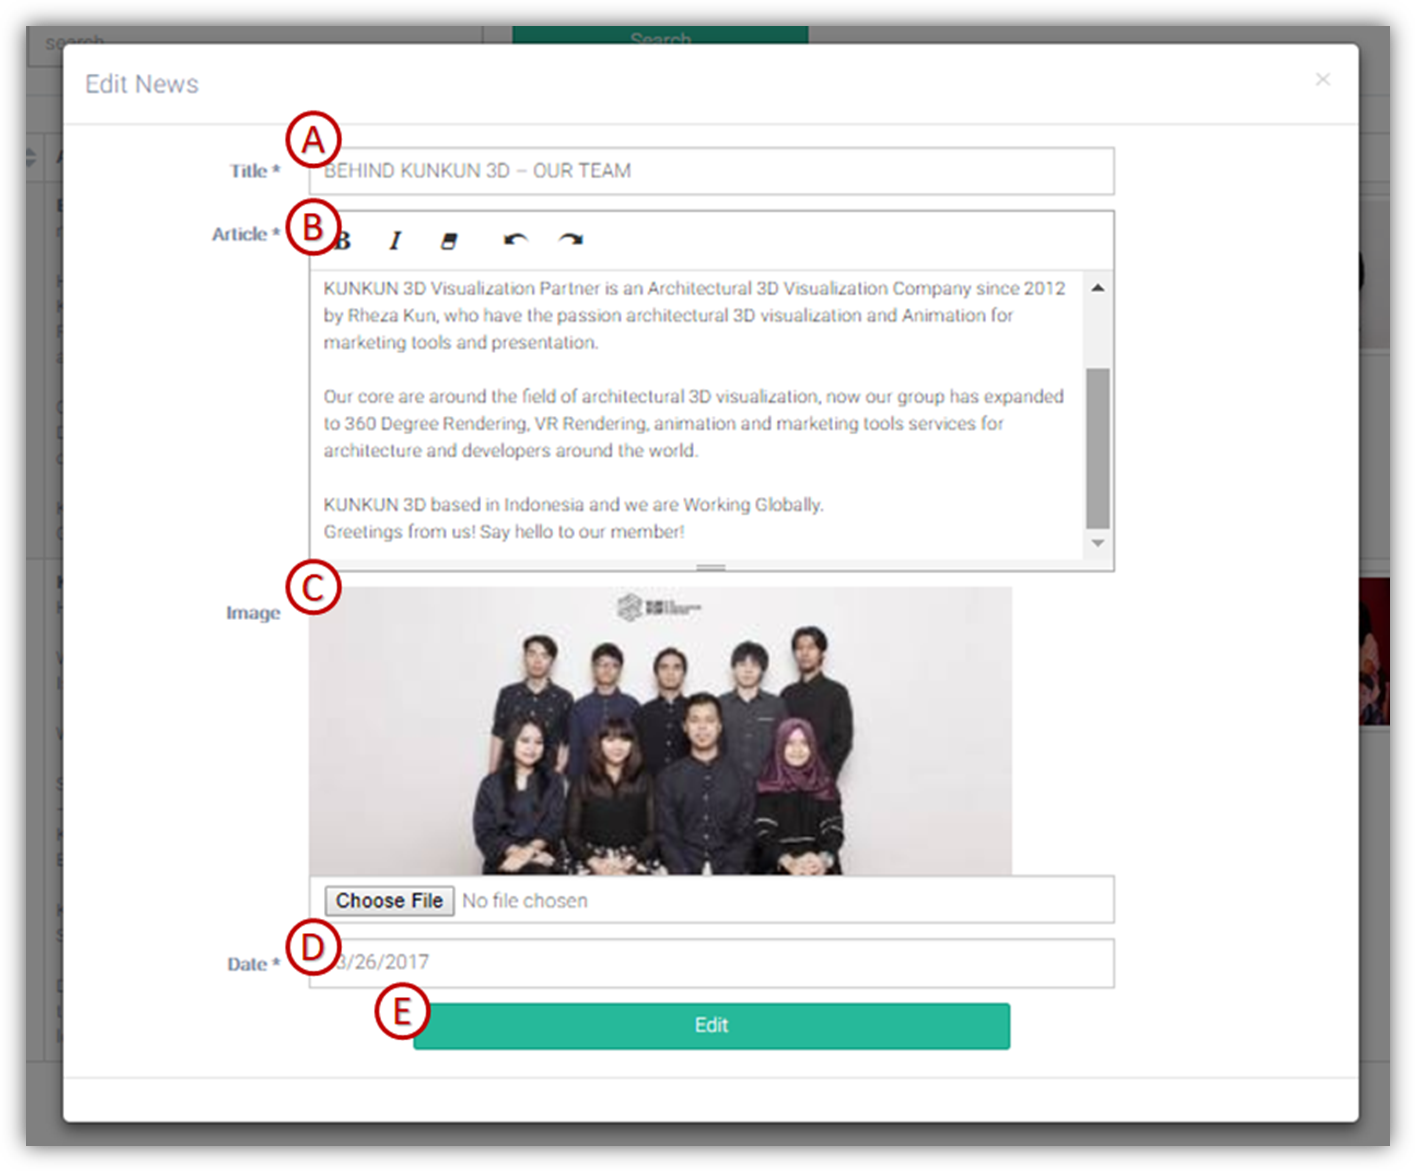 search
Search
Edit News
×
A
Title *
BEHIND KUNKUN 3D – OUR TEAM
B
Article *
B I
KUNKUN 3D Visualization Partner is an Architectural 3D Visualization Company since 2012
by Rheza Kun, who have the passion architectural 3D visualization and Animation for
marketing tools and presentation.
Our core are around the field of architectural 3D visualization, now our group has expanded
to 360 Degree Rendering, VR Rendering, animation and marketing tools services for
architecture and developers around the world.
KUNKUN 3D based in Indonesia and we are Working Globally.
Greetings from us! Say hello to our member!
C
Image
Choose File No file chosen
D
Date *
3/26/2017
E
Edit